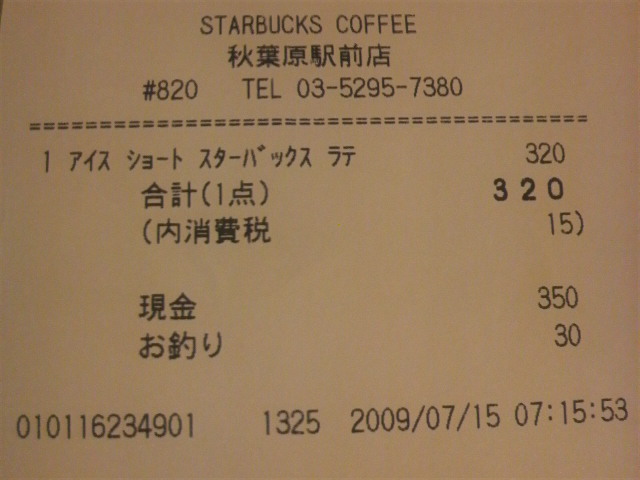 STARBUCKS COFFEE
秋葉原駅前店
#820 TEL 03-5295-7380
========================================
1 アイス ショート スターバックス ラテ 320
合計(1点) 320
(内消費税 15)
現金 350
お釣り 30
010116234901 1325 2009/07/15 07:15:53